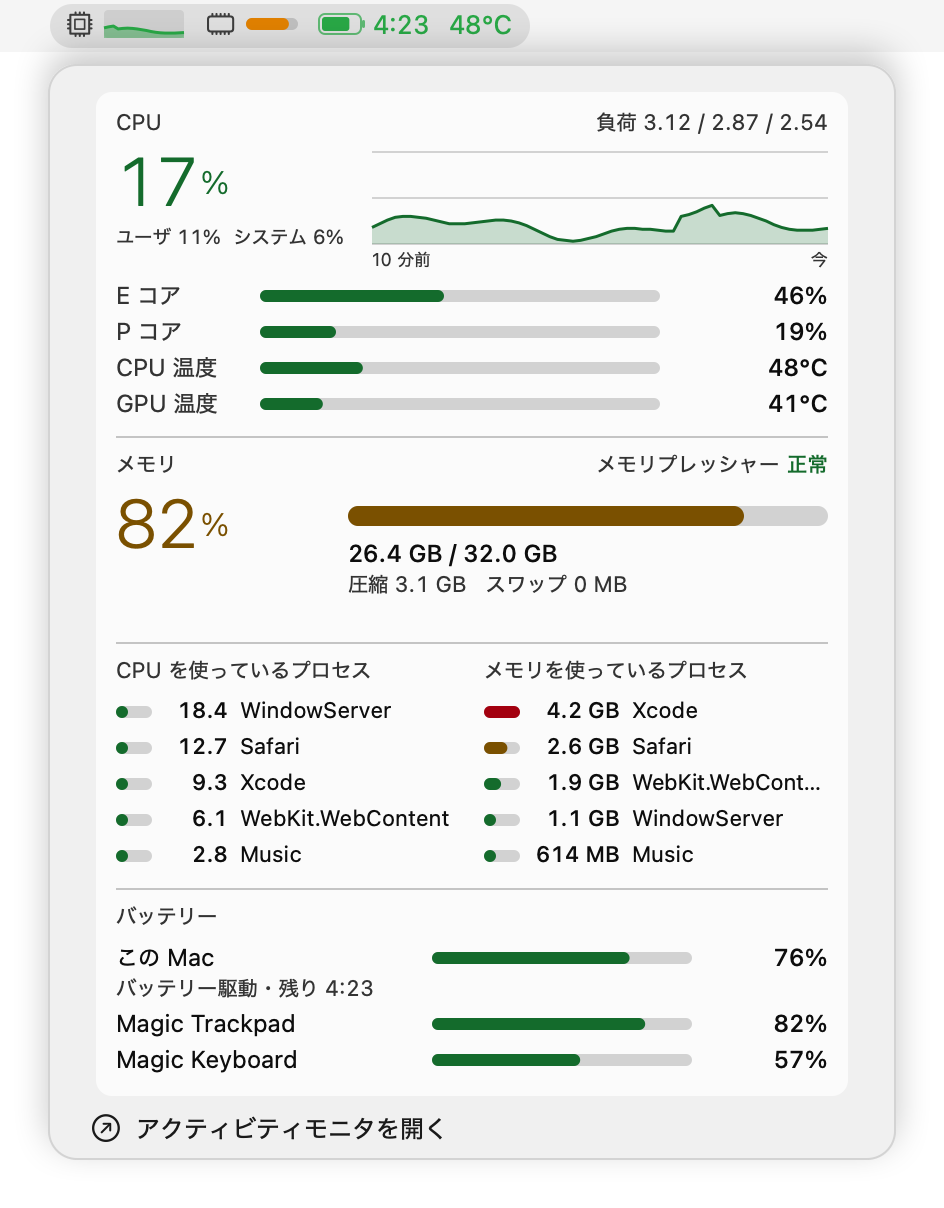 4:23 48°C
CPU 負荷 3.12 / 2.87 / 2.54
17%
ユーザ 11% システム 6%
10 分前 今
E コア 46%
P コア 19%
CPU 温度 48°C
GPU 温度 41°C
メモリ メモリプレッシャー 正常
82%
26.4 GB / 32.0 GB
圧縮 3.1 GB スワップ 0 MB
CPU を使っているプロセス
18.4 WindowServer
12.7 Safari
9.3 Xcode
6.1 WebKit.WebContent
2.8 Music
メモリを使っているプロセス
4.2 GB Xcode
2.6 GB Safari
1.9 GB WebKit.WebCont...
1.1 GB WindowServer
614 MB Music
バッテリー
この Mac 76%
バッテリー駆動・残り 4:23
Magic Trackpad 82%
Magic Keyboard 57%
アクティビティモニタを開く